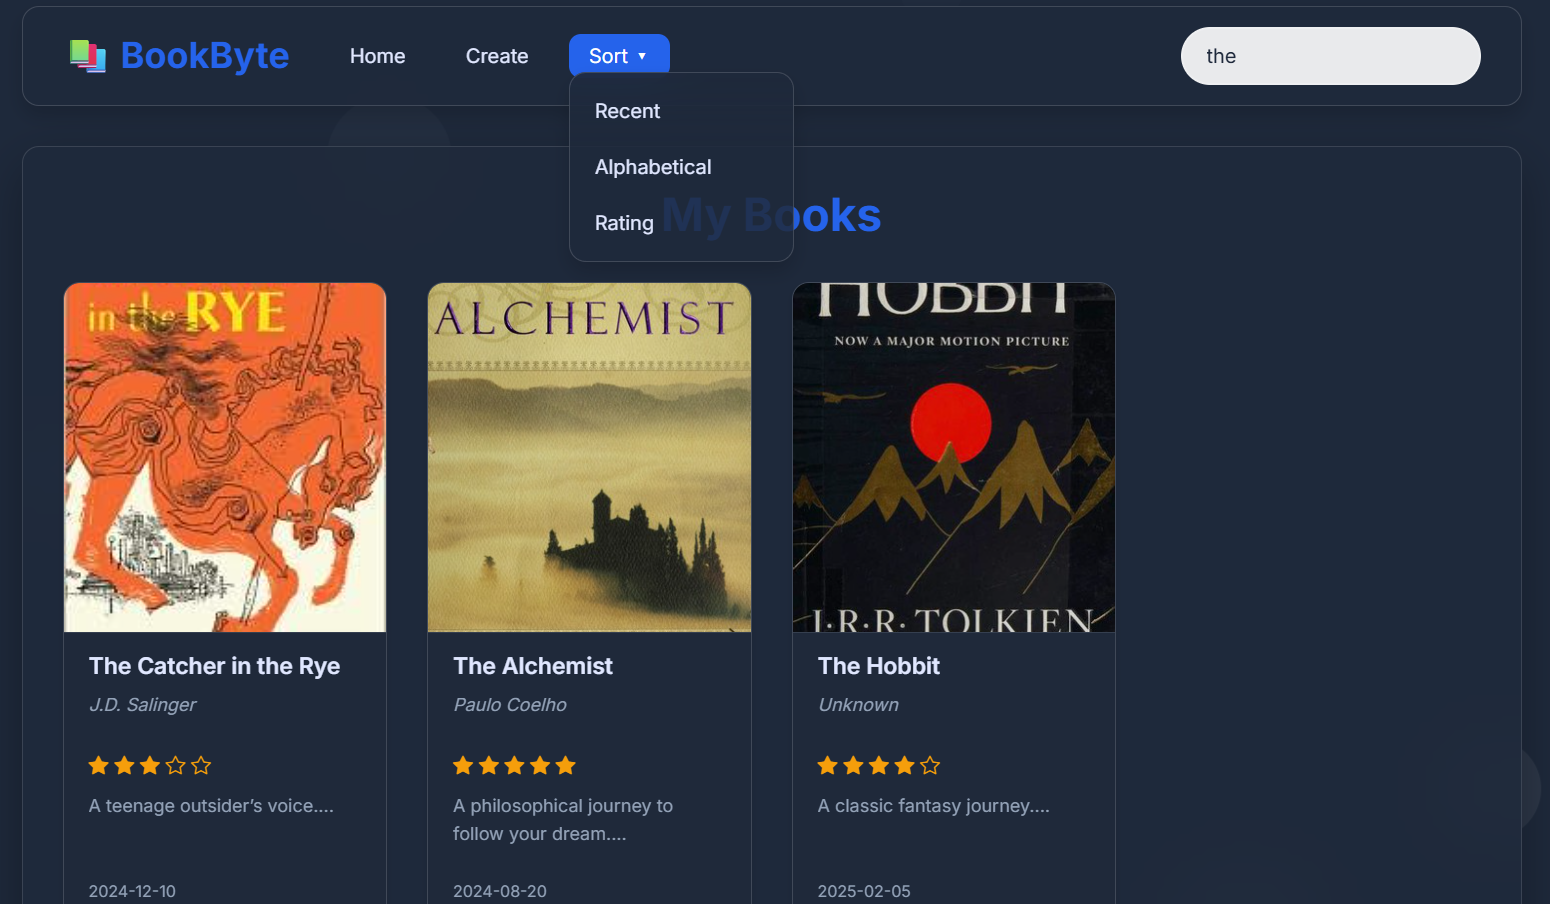 BookByte
Home
Create
Sort ▼
the
Recent
Alphabetical
Rating
My Books
in the RYE
ALCHEMIST
HOBBIT
NOW A MAJOR MOTION PICTURE
J·R·R·TOLKIEN
The Catcher in the Rye
The Alchemist
The Hobbit
J.D. Salinger
Paulo Coelho
Unknown
A teenage outsider’s voice....
A philosophical journey to
follow your dream....
A classic fantasy journey....
2024-12-10
2024-08-20
2025-02-05